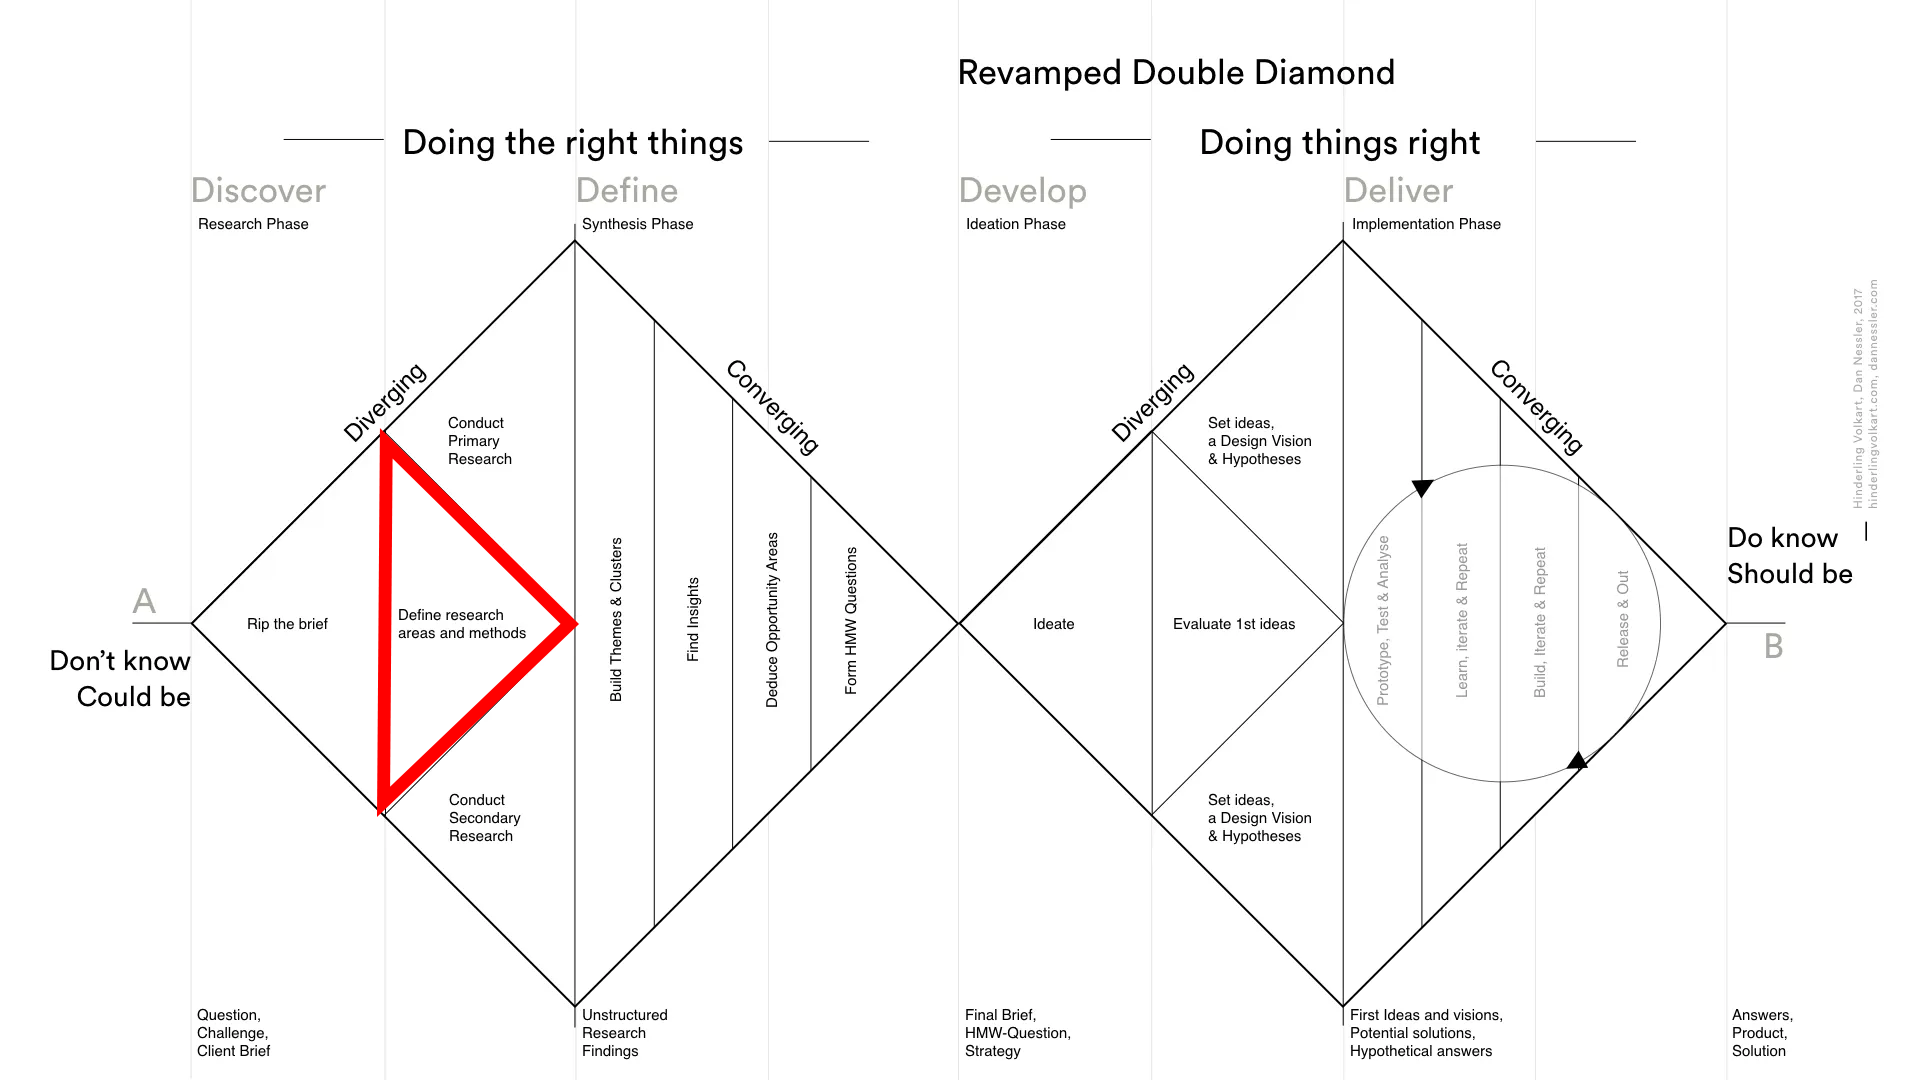 Revamped Double Diamond
Doing the right things
Doing things right
Discover
Research Phase
Define
Synthesis Phase
Develop
Ideation Phase
Deliver
Implementation Phase
Diverging
Converging
Diverging
Converging
A
Don’t know
Could be
Rip the brief
Define research
areas and methods
Conduct
Primary
Research
Conduct
Secondary
Research
Build Themes & Clusters
Find Insights
Deduce Opportunity Areas
Form HMW Questions
Ideate
Evaluate 1st ideas
Set ideas,
a Design Vision
& Hypotheses
Set ideas,
a Design Vision
& Hypotheses
Prototype, Test & Analyse
Learn, iterate & Repeat
Build, Iterate & Repeat
Release & Out
Do know
Should be
B
Hinderling Volkart, Dan Nessler, 2017
hinderlingvolkart.com, dannessler.com
Question,
Challenge,
Client Brief
Unstructured
Research
Findings
Final Brief,
HMW-Question,
Strategy
First Ideas and visions,
Potential solutions,
Hypothetical answers
Answers,
Product,
Solution